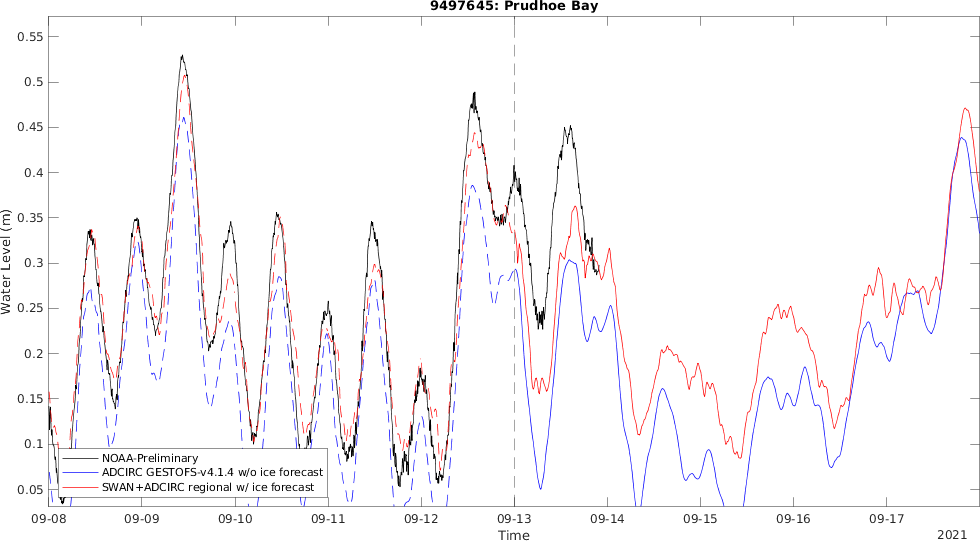 9497645: Prudhoe Bay
0.55
0.5
0.45
0.4
0.35
0.3
0.25
0.2
0.15
0.1
0.05
Water Level (m)
NOAA-Preliminary
ADCIRC GESTOFS-v4.1.4 w/o ice forecast
SWAN+ADCIRC regional w/ ice forecast
09-08 09-09 09-10 09-11 09-12 09-13 09-14 09-15 09-16 09-17
Time
2021